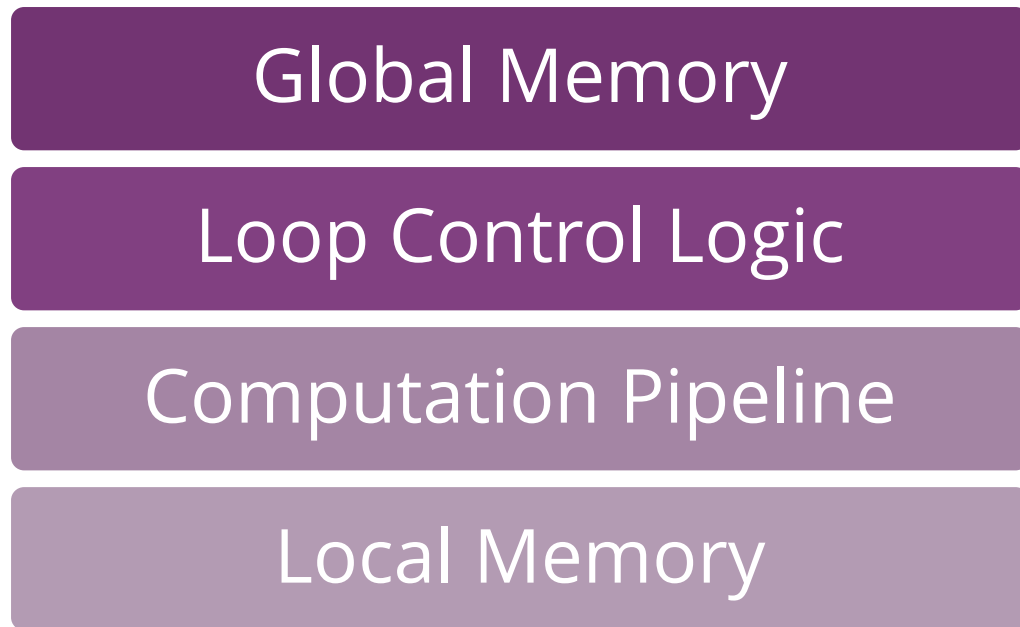 Global Memory
Loop Control Logic
Computation Pipeline
Local Memory